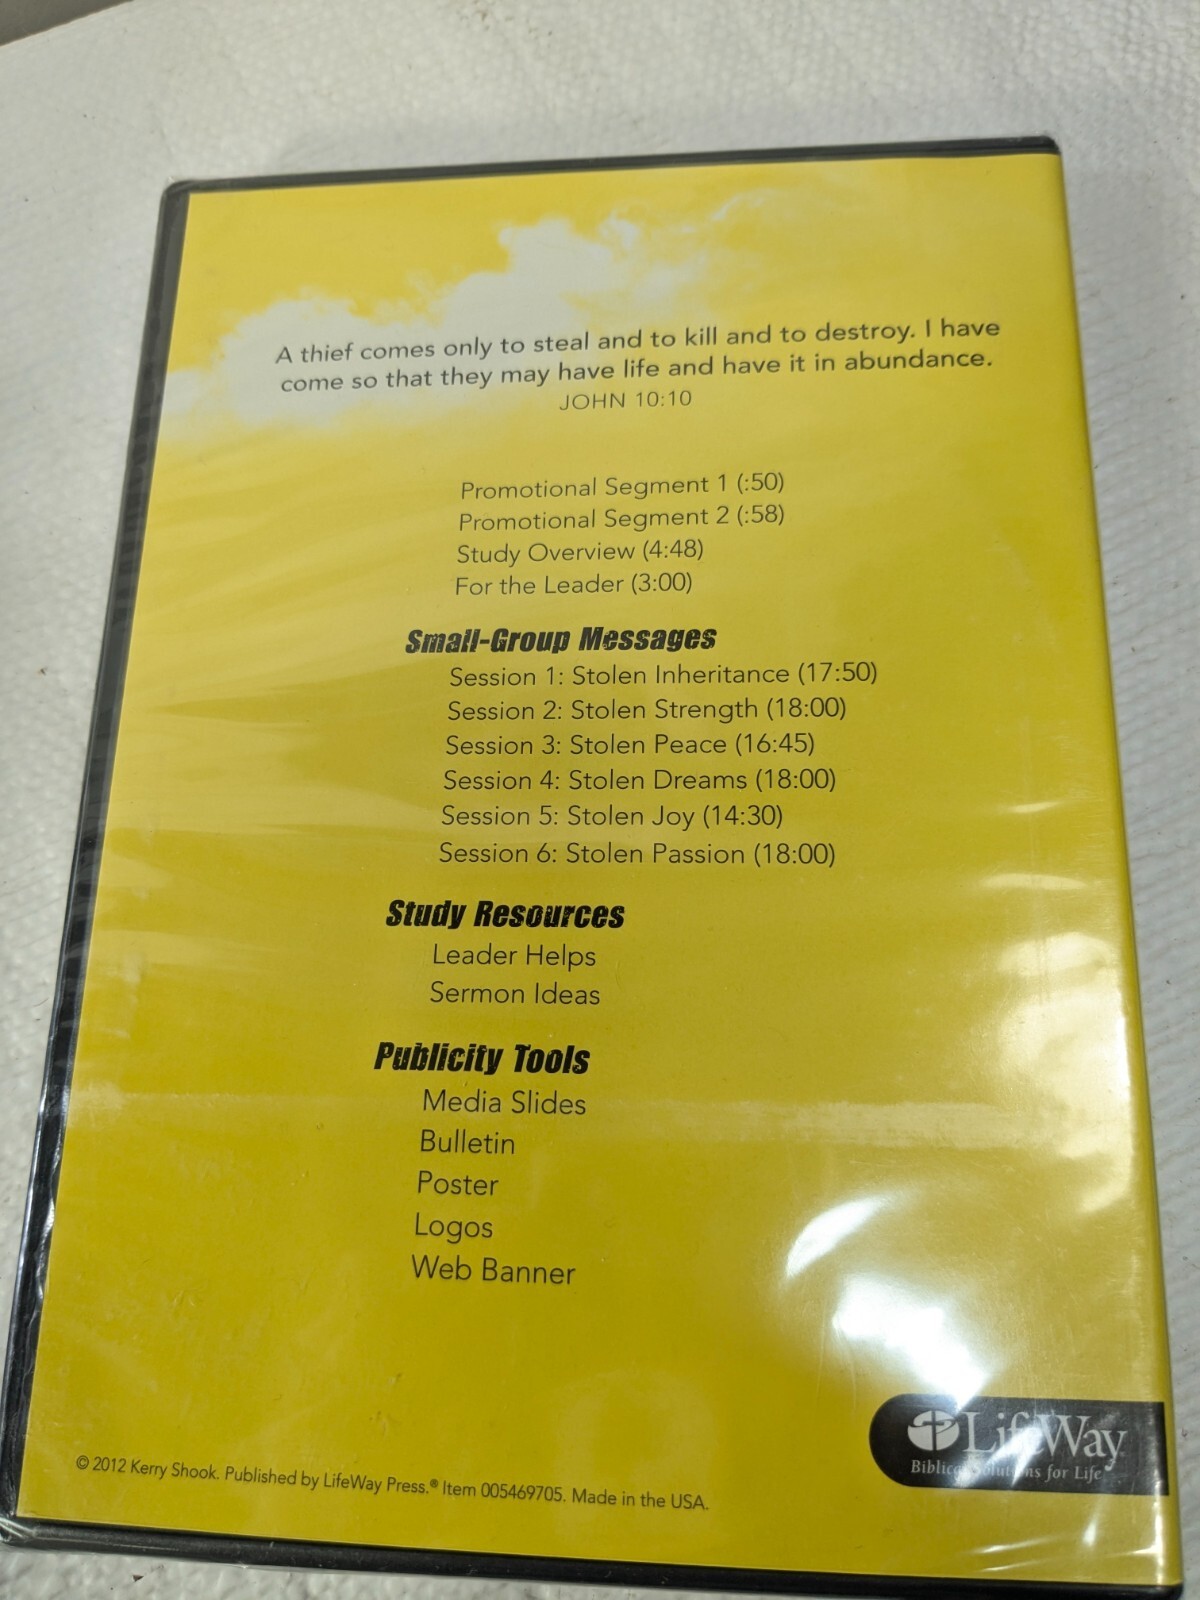 A thief comes only to steal and to kill and to destroy. I have
come so that they may have life and have it in abundance.
JOHN 10:10
Promotional Segment 1 (:50)
Promotional Segment 2 (:58)
Study Overview (4:48)
For the Leader (3:00)
Small-Group Messages
Session 1: Stolen Inheritance (17:50)
Session 2: Stolen Strength (18:00)
Session 3: Stolen Peace (16:45)
Session 4: Stolen Dreams (18:00)
Session 5: Stolen Joy (14:30)
Session 6: Stolen Passion (18:00)
Study Resources
Leader Helps
Sermon Ideas
Publicity Tools
Media Slides
Bulletin
Poster
Logos
Web Banner
LifeWay
Biblical Solutions for Life
© 2012 Kerry Shook. Published by LifeWay Press.® Item 005469705. Made in the USA.